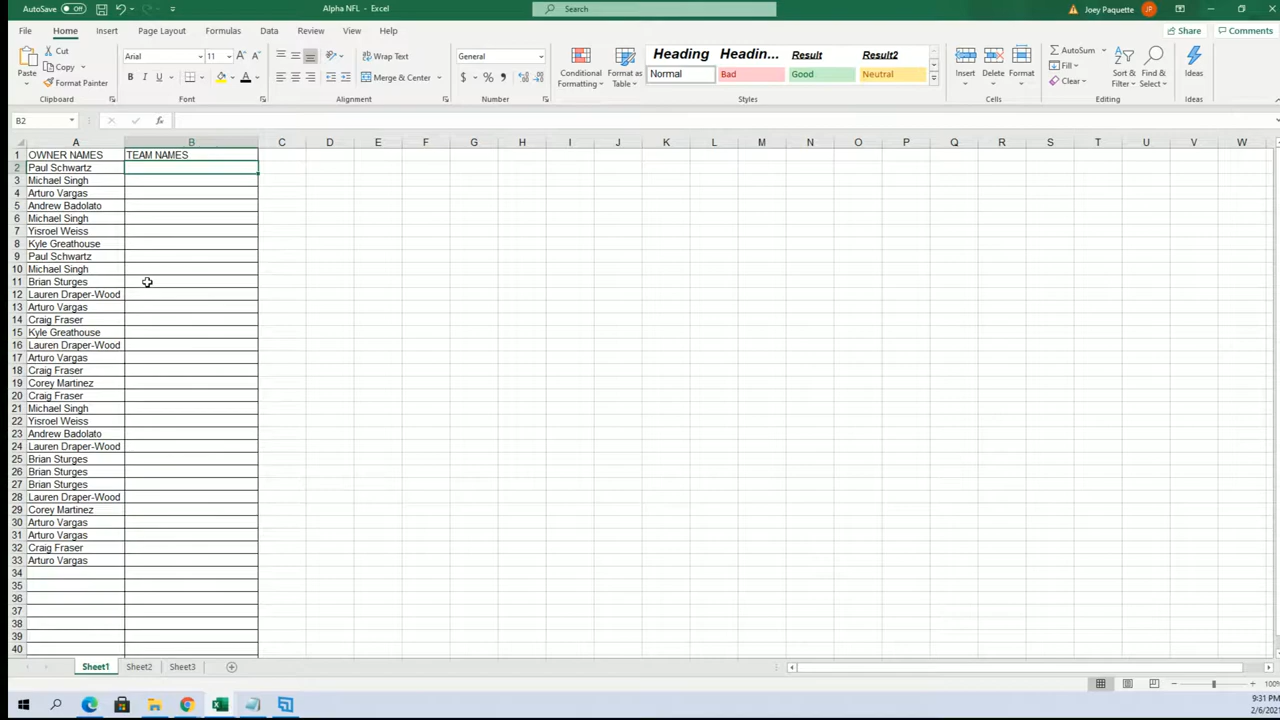 AutoSave Off
Alpha NFL - Excel
Search
Joey Paquette JP
File Home Insert Page Layout Formulas Data Review View Help
Share Comments
Cut
Copy
Format Painter
Paste
Clipboard
Arial 11
B I U
Font
Wrap Text
Merge & Center
Alignment
General
$ % ,
Number
Conditional Formatting
Format as Table
Heading Headin... Result Result2
Normal Bad Good Neutral
Styles
Insert Delete Format
Cells
AutoSum
Fill
Clear
Sort & Filter
Find & Select
Editing
Ideas
Ideas
B2
fx
A B C D E F G H I J K L M N O P Q R S T U V W
1 OWNER NAMES TEAM NAMES
2 Paul Schwartz
3 Michael Singh
4 Arturo Vargas
5 Andrew Badolato
6 Michael Singh
7 Yisroel Weiss
8 Kyle Greathouse
9 Paul Schwartz
10 Michael Singh
11 Brian Sturges
12 Lauren Draper-Wood
13 Arturo Vargas
14 Craig Fraser
15 Kyle Greathouse
16 Lauren Draper-Wood
17 Arturo Vargas
18 Craig Fraser
19 Corey Martinez
20 Craig Fraser
21 Michael Singh
22 Yisroel Weiss
23 Andrew Badolato
24 Lauren Draper-Wood
25 Brian Sturges
26 Brian Sturges
27 Brian Sturges
28 Lauren Draper-Wood
29 Corey Martinez
30 Arturo Vargas
31 Arturo Vargas
32 Craig Fraser
33 Arturo Vargas
34
35
36
37
38
39
40
Sheet1 Sheet2 Sheet3
100%
9:31 PM